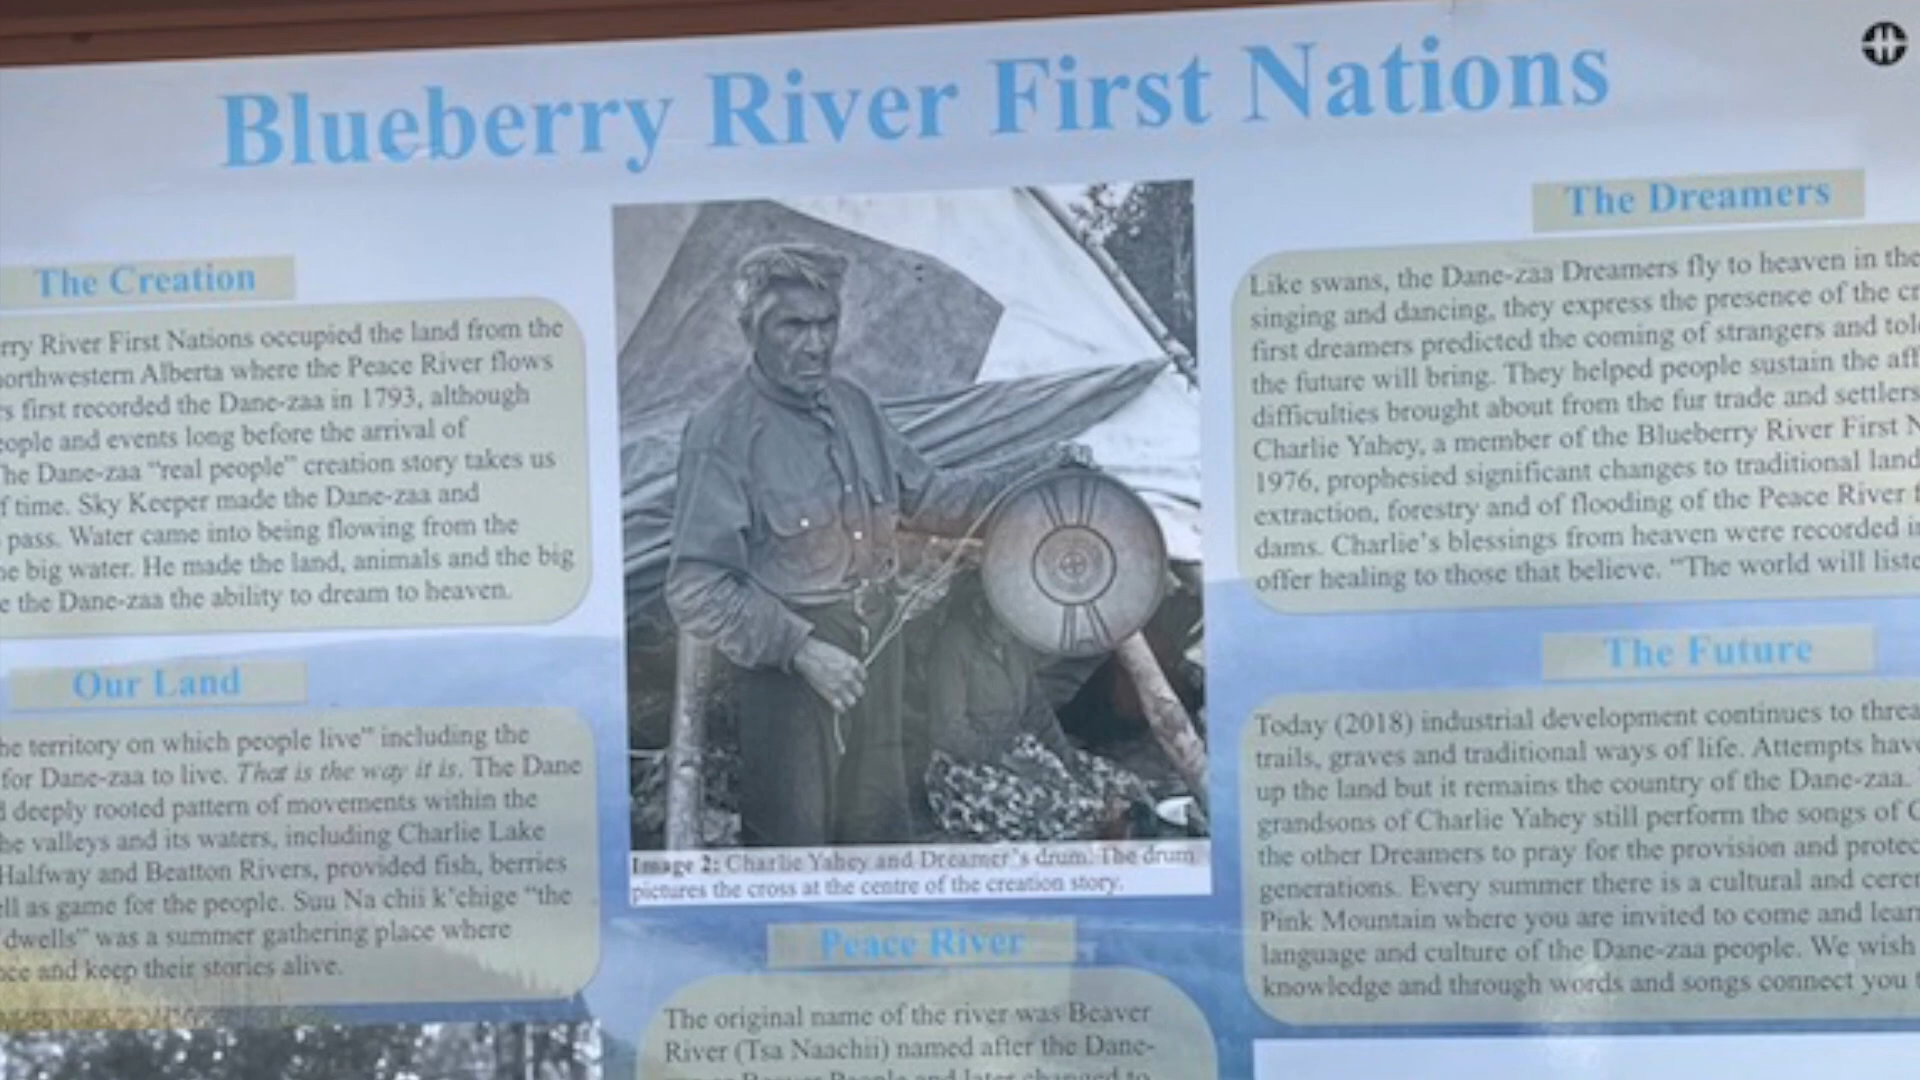 Blueberry River First Nations
The Creation
River First Nations occupied the land from the
northwestern Alberta where the Peace River flows
first recorded the Dane-zaa in 1793, although
people and events long before the arrival of
The Dane-zaa “real people” creation story takes us
of time. Sky Keeper made the Dane-zaa and
pass. Water came into being flowing from the
big water. He made the land, animals and the big
the Dane-zaa the ability to dream to heaven.
Our Land
he territory on which people live” including the
for Dane-zaa to live. That is the way it is. The Dane
deeply rooted pattern of movements within the
he valleys and its waters, including Charlie Lake
Halfway and Beatton Rivers, provided fish, berries
ll as game for the people. Suu Na chii k’chige “the
dwells” was a summer gathering place where
and keep their stories alive.
Image 2: Charlie Yahey and Dreamer’s drum. The drum
pictures the cross at the centre of the creation story.
Peace River
The original name of the river was Beaver
River (Tsa Naachii) named after the Dane-
The Dreamers
Like swans, the Dane-zaa Dreamers fly to heaven in the
singing and dancing, they express the presence of the cr
first dreamers predicted the coming of strangers and tol
the future will bring. They helped people sustain the aff
difficulties brought about from the fur trade and settlers
Charlie Yahey, a member of the Blueberry River First N
1976, prophesied significant changes to traditional land
extraction, forestry and of flooding of the Peace River f
dams. Charlie’s blessings from heaven were recorded in
offer healing to those that believe. “The world will liste
The Future
Today (2018) industrial development continues to threa
trails, graves and traditional ways of life. Attempts have
up the land but it remains the country of the Dane-zaa.
grandsons of Charlie Yahey still perform the songs of C
the other Dreamers to pray for the provision and protec
generations. Every summer there is a cultural and cerem
Pink Mountain where you are invited to come and learn
language and culture of the Dane-zaa people. We wish
knowledge and through words and songs connect you t